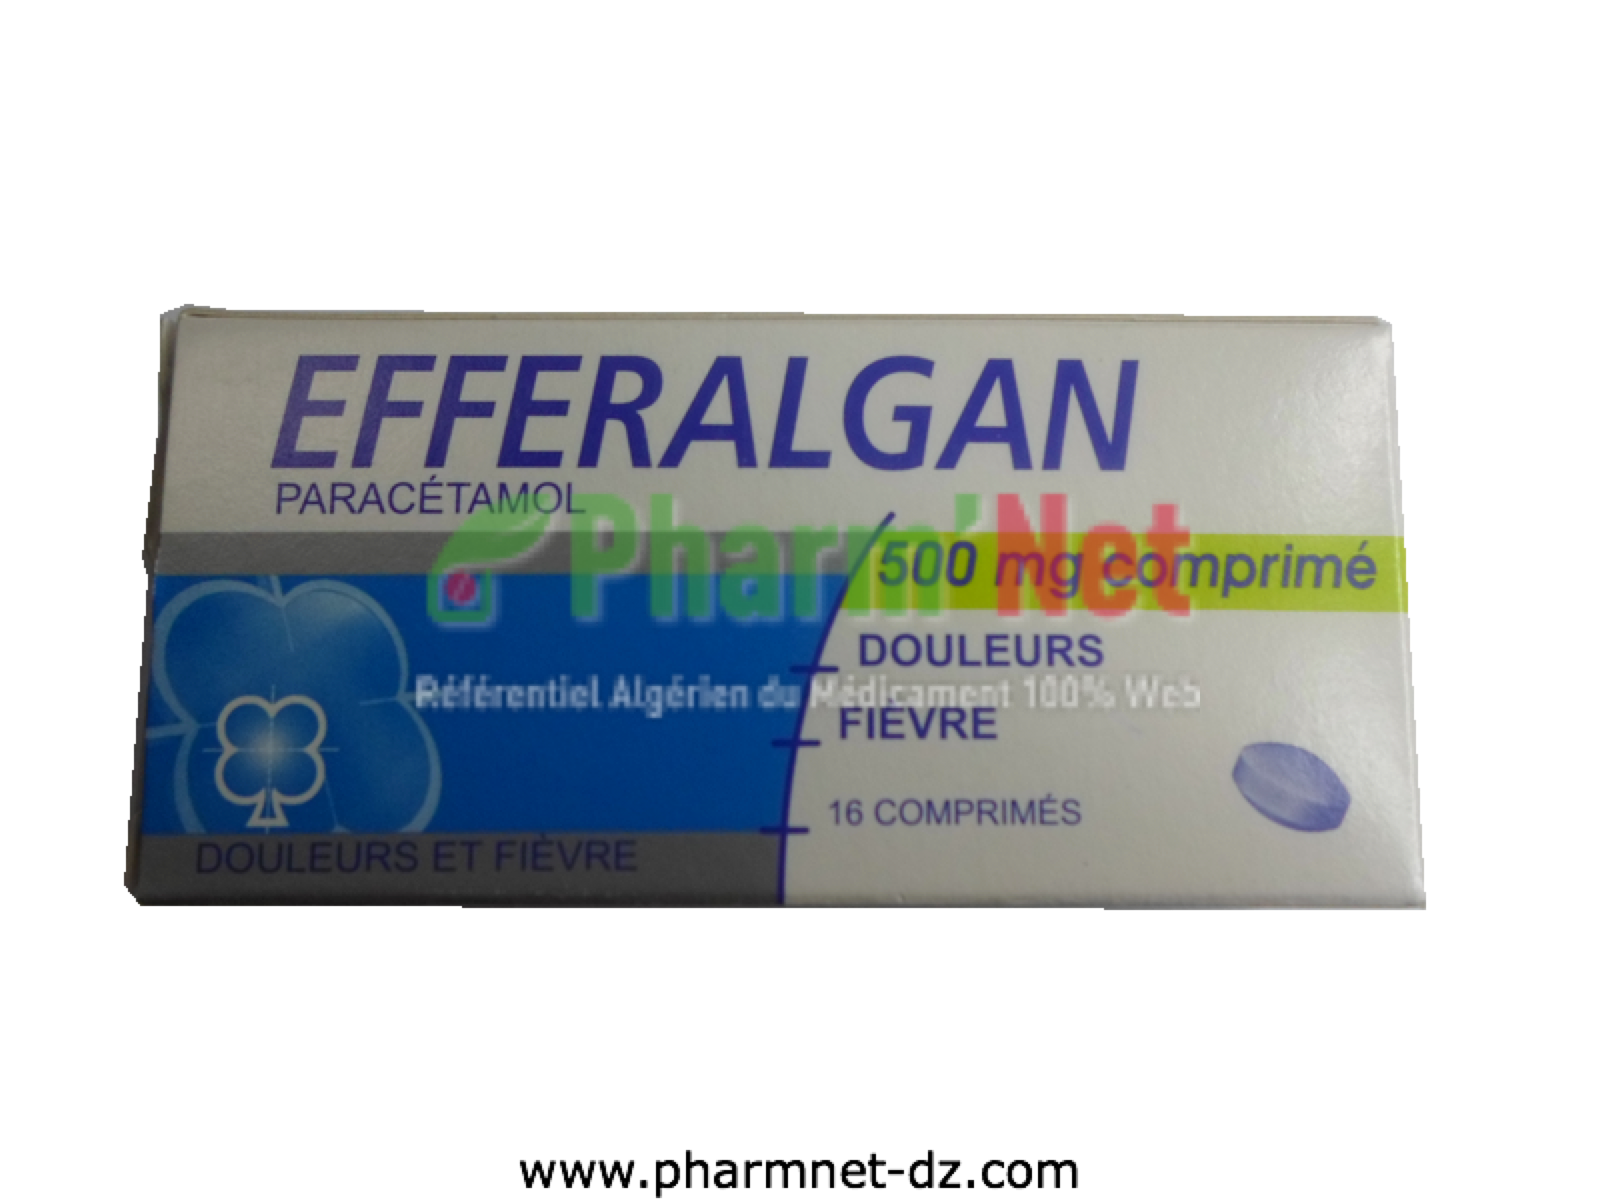 EFFERALGAN
PARACÉTAMOL
Pharm'Net
500 mg comprimé
DOULEURS
Référentiel Algérien du Médicament 100% Web
FIÈVRE
16 COMPRIMÉS
DOULEURS ET FIÈVRE
www.pharmnet-dz.com